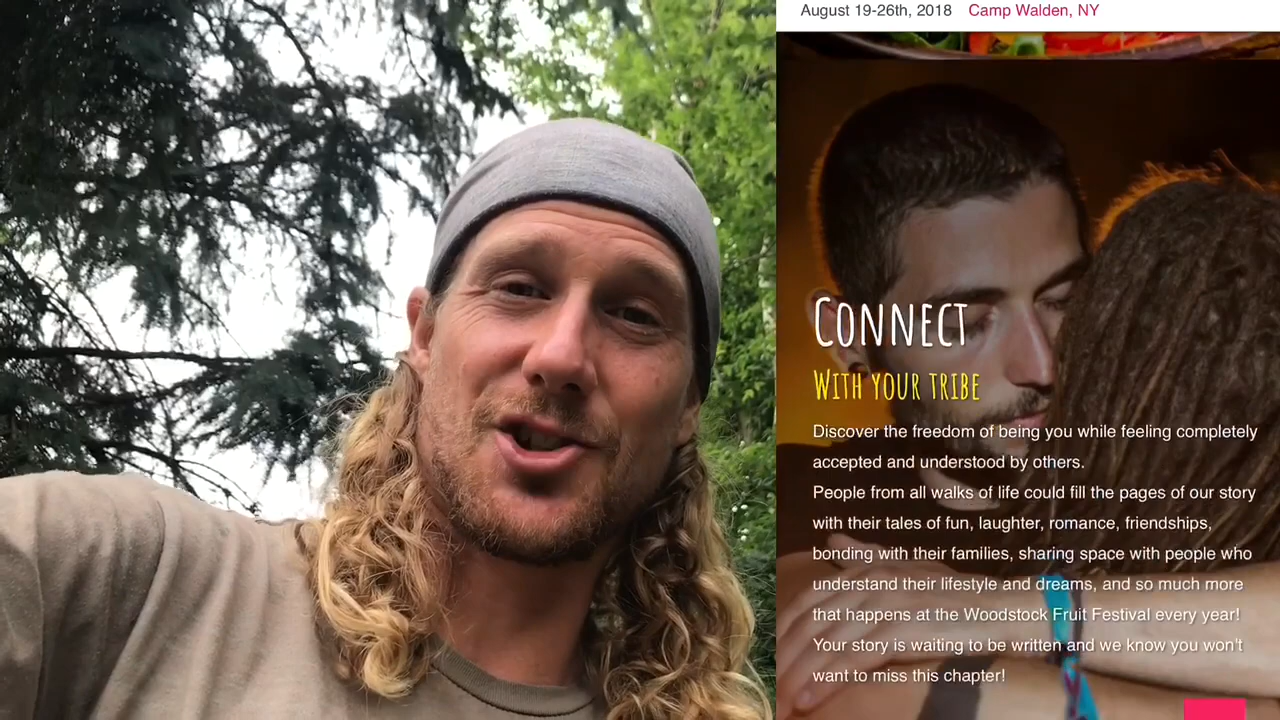 August 19-26th, 2018 Camp Walden, NY
Connect
With your tribe
Discover the freedom of being you while feeling completely
accepted and understood by others.
People from all walks of life could fill the pages of our story
with their tales of fun, laughter, romance, friendships,
bonding with their families, sharing space with people who
understand their lifestyle and dreams, and so much more
that happens at the Woodstock Fruit Festival every year!
Your story is waiting to be written and we know you won't
want to miss this chapter!